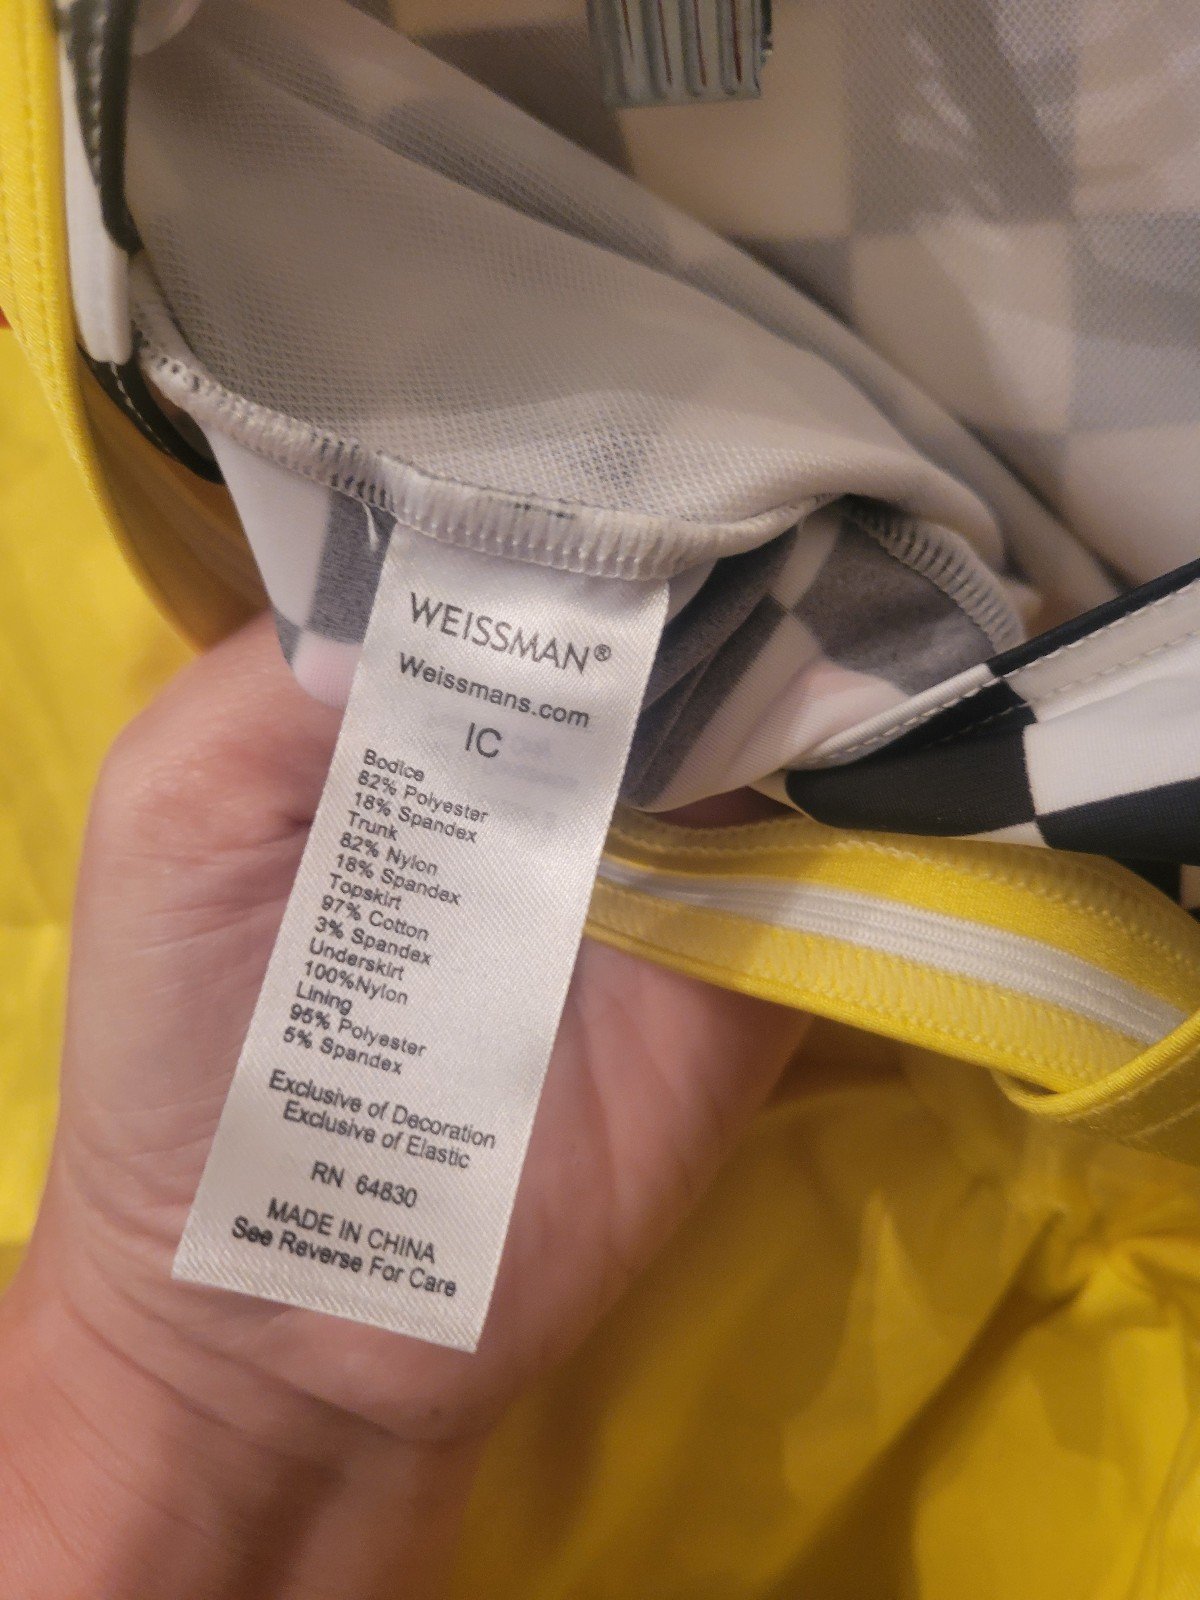 WEISSMAN®
Weissmans.com
IC
Bodice
82% Polyester
18% Spandex
Trunk
82% Nylon
18% Spandex
Topskirt
97% Cotton
3% Spandex
Underskirt
100%Nylon
Lining
95% Polyester
5% Spandex
Exclusive of Decoration
Exclusive of Elastic
RN 64830
MADE IN CHINA
See Reverse For Care